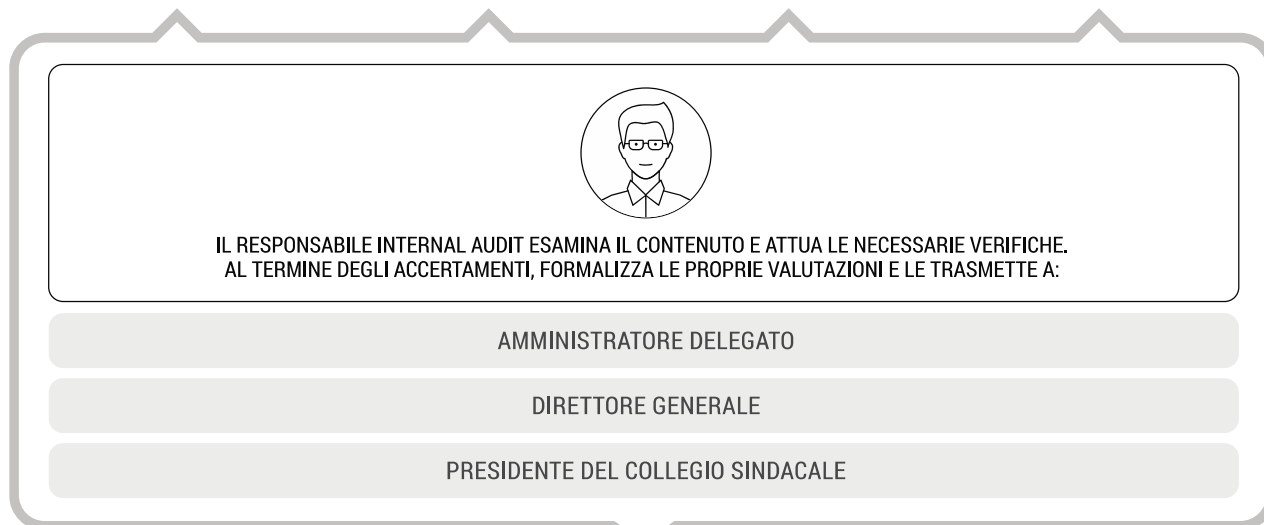 IL RESPONSABILE INTERNAL AUDIT ESAMINA IL CONTENUTO E ATTUA LE NECESSARIE VERIFICHE.
AL TERMINE DEGLI ACCERTAMENTI, FORMALIZZA LE PROPRIE VALUTAZIONI E LE TRASMETTE A:
AMMINISTRATORE DELEGATO
DIRETTORE GENERALE
PRESIDENTE DEL COLLEGIO SINDACALE